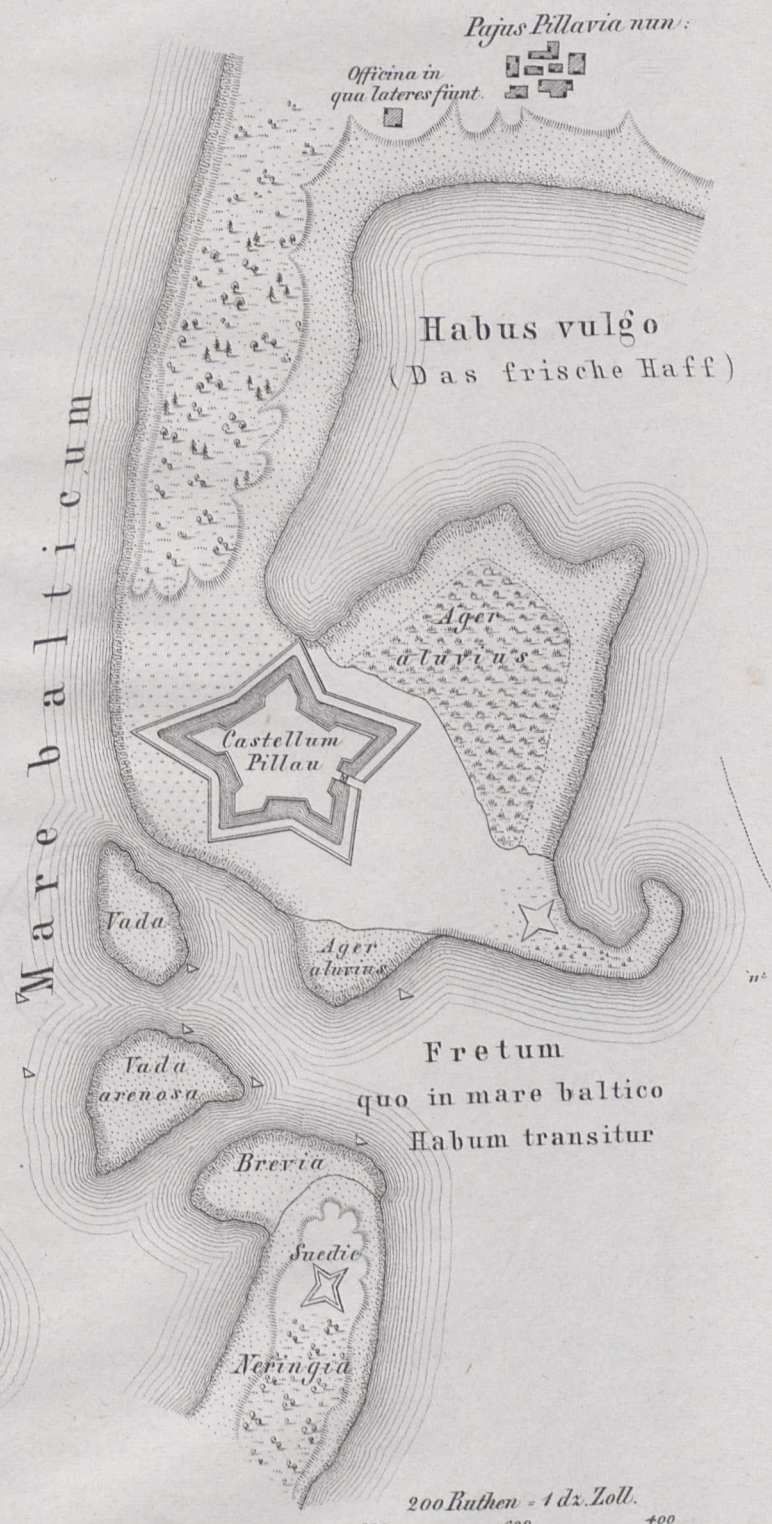 Pajus Pillavia nun:
Officina in
qua lateres fiunt.
Habus vulgo
(Das frische Haff)
Mare balticum
Ager
aluvius
Castellum
Pillau
Vada
Ager
aluvius
Vada
arenosa
Fretum
quo in mare baltico
Habum transitur
Brevia
Suedic
Neringia
200 Ruthen = 1 dz. Zoll.
400